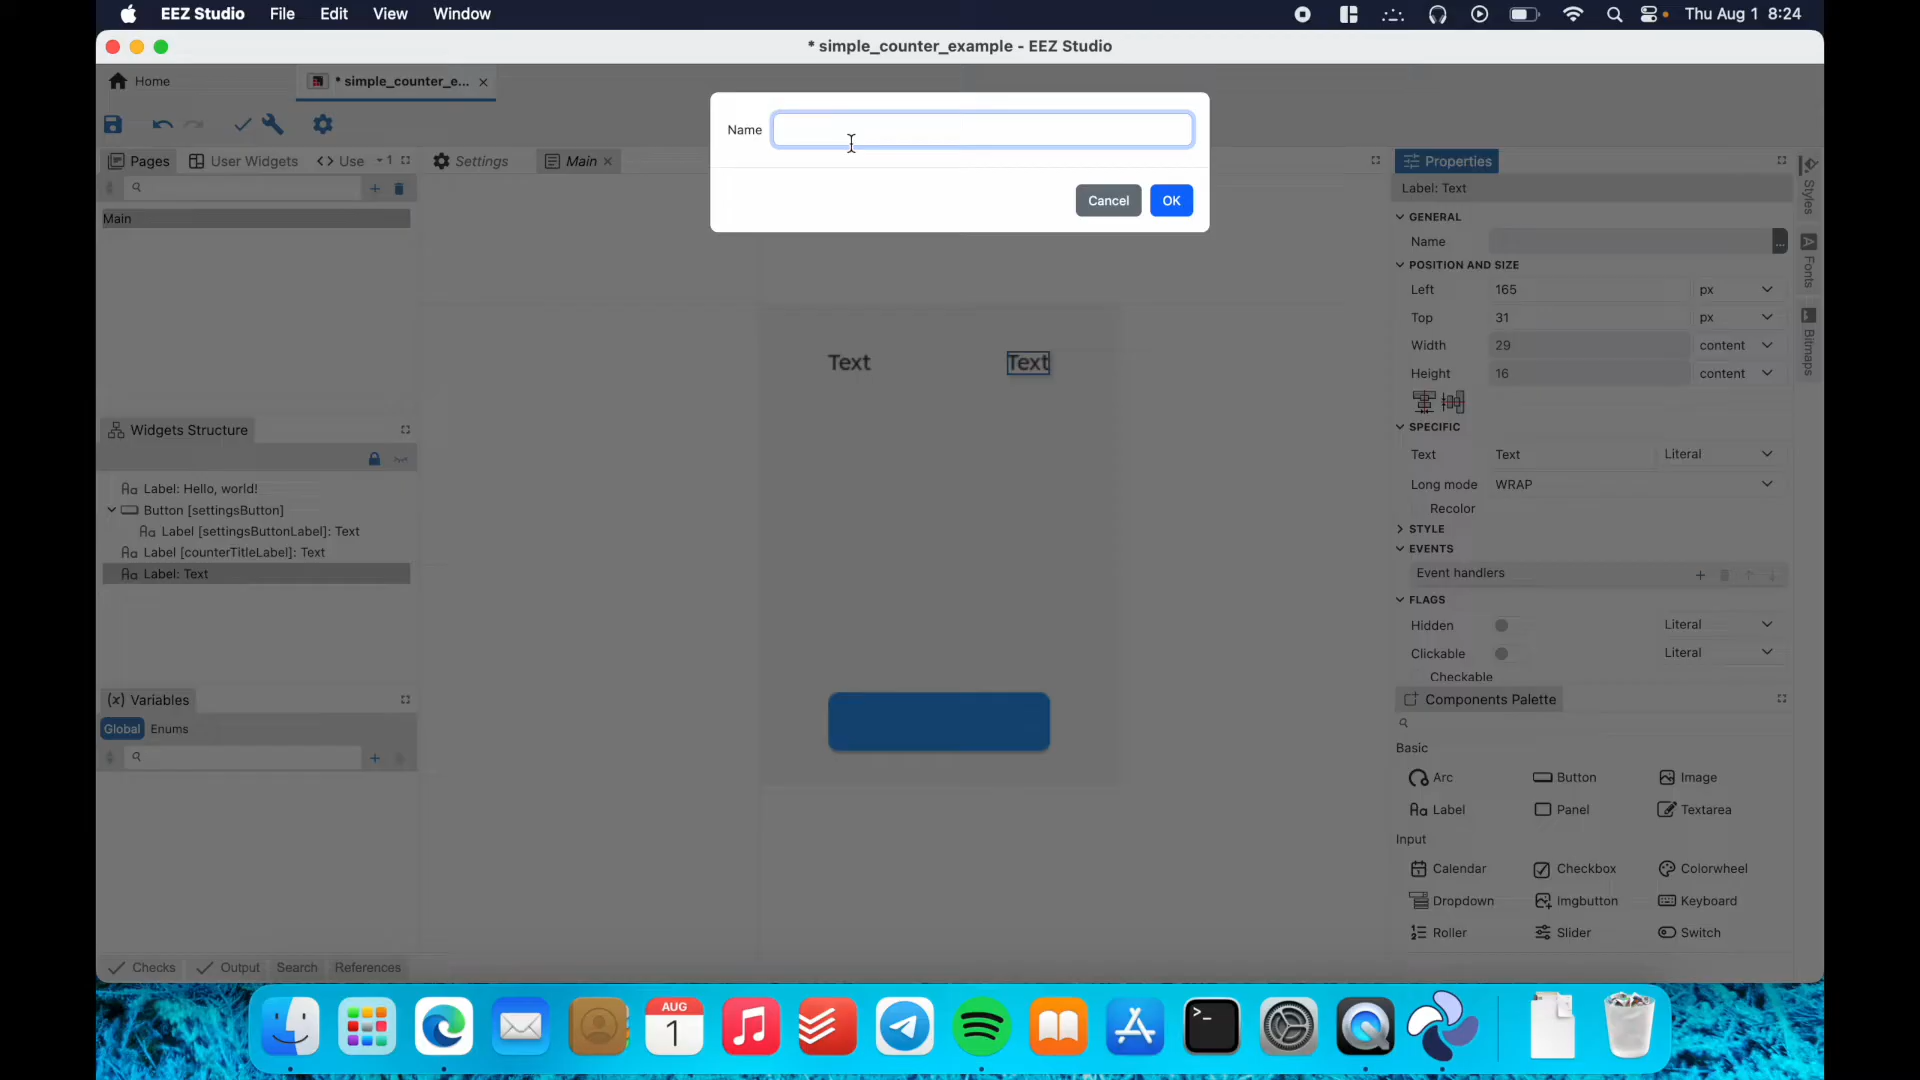 EEZ Studio File Edit View Window Thu Aug 1 8:24
* simple_counter_example - EEZ Studio
Home * simple_counter_e...
Name
Cancel OK
Pages User Widgets Use 1 Settings Main
Main
Widgets Structure
Label: Hello, world!
Button [settingsButton]
Label [settingsButtonLabel]: Text
Label [counterTitleLabel]: Text
Label: Text
(x) Variables
Global Enums
Checks Output Search References
Text Text
Properties
Label: Text
GENERAL
Name ...
POSITION AND SIZE
Left 165 px
Top 31 px
Width 29 content
Height 16 content
SPECIFIC
Text Text Literal
Long mode WRAP
Recolor
STYLE
EVENTS
Event handlers
FLAGS
Hidden Literal
Clickable Literal
Checkable
Components Palette
Basic
Arc Button Image
Label Panel Textarea
Input
Calendar Checkbox Colorwheel
Dropdown Imgbutton Keyboard
Roller Slider Switch
Styles
Fonts
Bitmaps
AUG
1